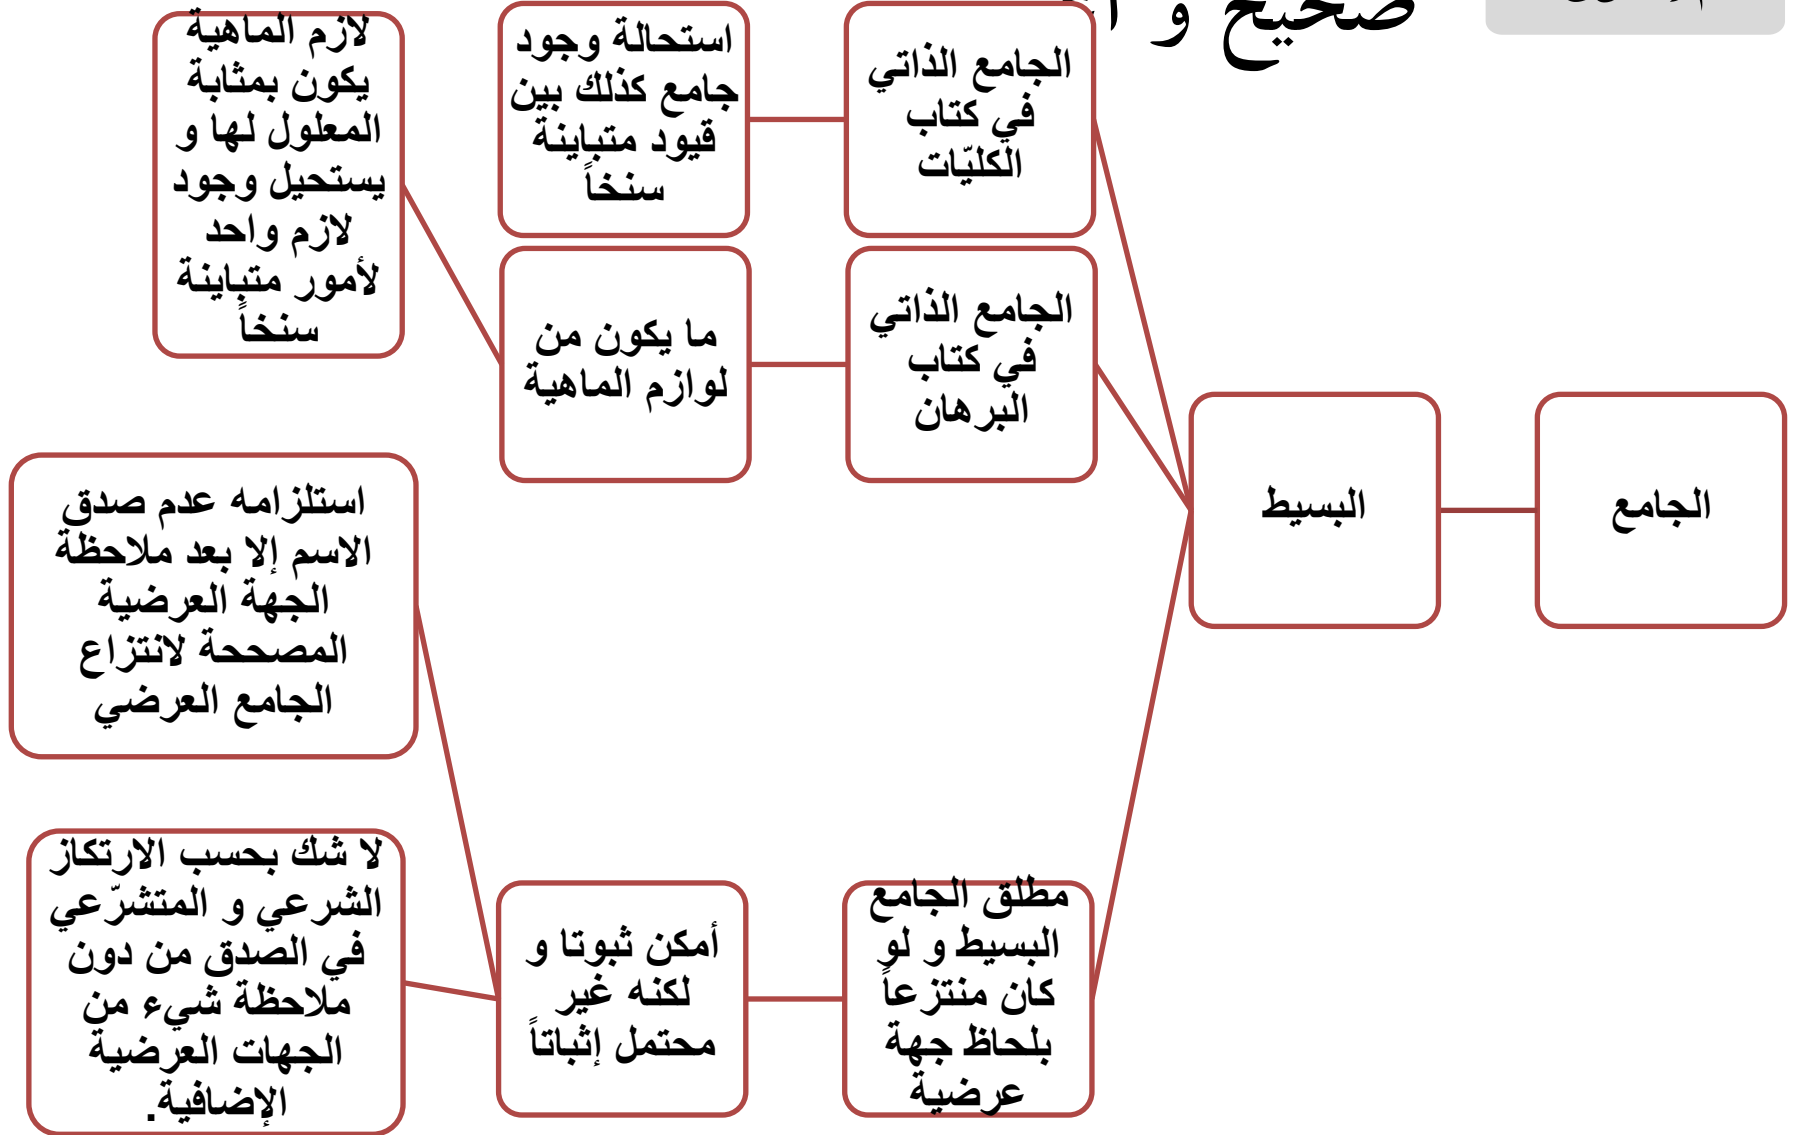 صحيح و
الجامع
البسيط
الجامع الذاتي
في كتاب
الكليّات
استحالة وجود
جامع كذلك بين
قيود متباينة
سنخاً
الجامع الذاتي
في كتاب
البرهان
ما يكون من
لوازم الماهية
لازم الماهية
يكون بمثابة
المعلول لها و
يستحيل وجود
لازم واحد
لأمور متباينة
سنخاً
مطلق الجامع
البسيط و لو
كان منتزعاً
بلحاظ جهة
عرضية
أمكن ثبوتا و
لكنه غير
محتمل إثباتاً
استلزامه عدم صدق
الاسم إلا بعد ملاحظة
الجهة العرضية
المصححة لانتزاع
الجامع العرضي
لا شك بحسب الارتكاز
الشرعي و المتشرّعي
في الصدق من دون
ملاحظة شيء من
الجهات العرضية
الإضافية.